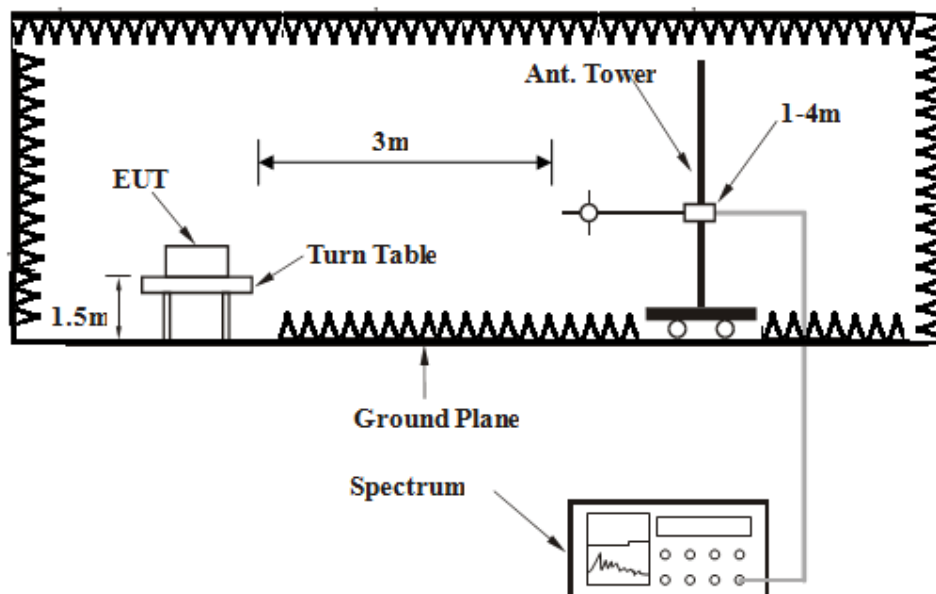 Ant. Tower
1-4m
3m
EUT
Turn Table
1.5m
Ground Plane
Spectrum